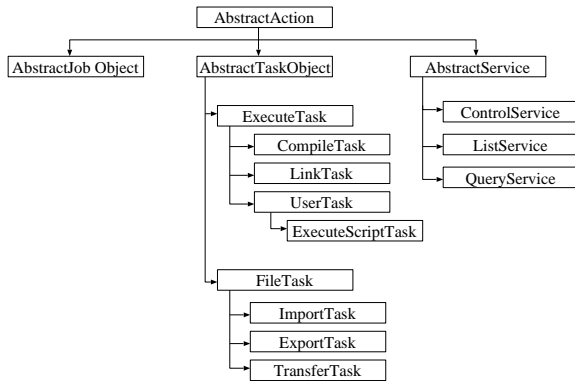 AbstractAction
AbstractJob Object
AbstractTaskObject
AbstractService
ExecuteTask
CompileTask
LinkTask
UserTask
ExecuteScriptTask
FileTask
ImportTask
ExportTask
TransferTask
ControlService
ListService
QueryService